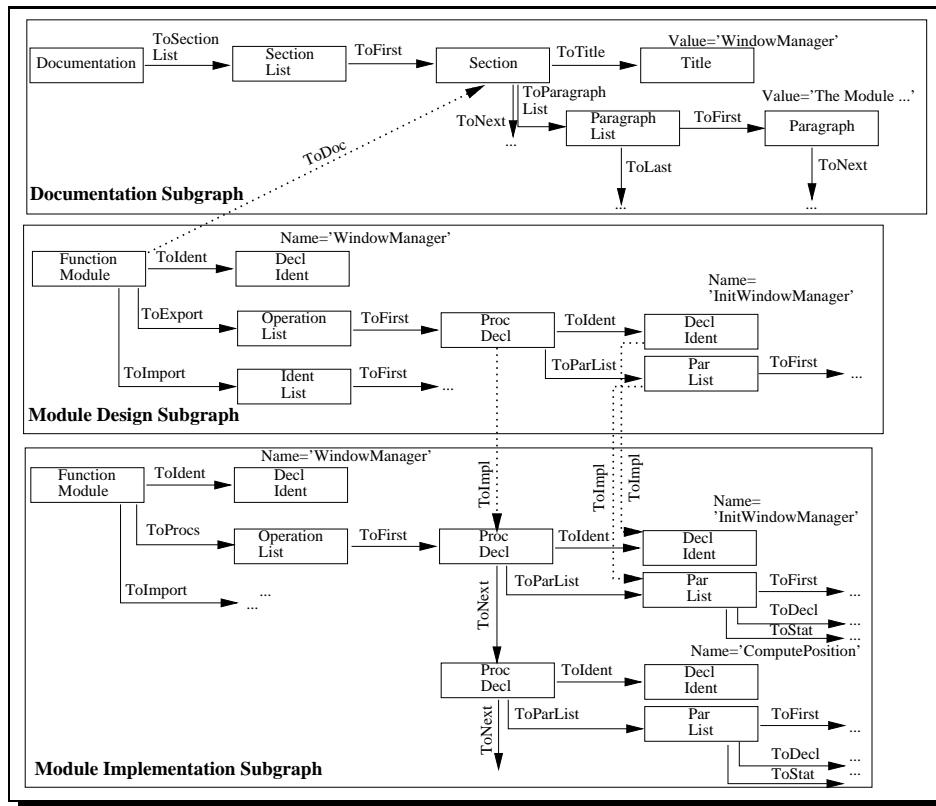 ToSection
List
Documentation
Section
List
ToFirst
Section
ToTitle
Value='WindowManager'
Title
ToParagraph
List
ToNext
...
Paragraph
List
ToFirst
Value='The Module ...'
Paragraph
ToLast
...
ToNext
...
ToDoc
Documentation Subgraph
Function
Module
ToIdent
Name='WindowManager'
Decl
Ident
ToExport
Operation
List
ToFirst
Proc
Decl
ToIdent
Name=
'InitWindowManager'
Decl
Ident
ToParList
Par
List
ToFirst
...
ToImport
Ident
List
ToFirst
...
Module Design Subgraph
ToImpl
ToImpl
ToImpl
Function
Module
ToIdent
Name='WindowManager'
Decl
Ident
ToProcs
Operation
List
ToFirst
Proc
Decl
ToIdent
Name=
'InitWindowManager'
Decl
Ident
ToImport
...
...
ToParList
Par
List
ToFirst
...
ToDecl
...
ToStat
...
ToNext
Name='ComputePosition'
Proc
Decl
ToIdent
Decl
Ident
ToNext
ToParList
Par
List
ToFirst
...
ToDecl
...
ToStat
...
Module Implementation Subgraph